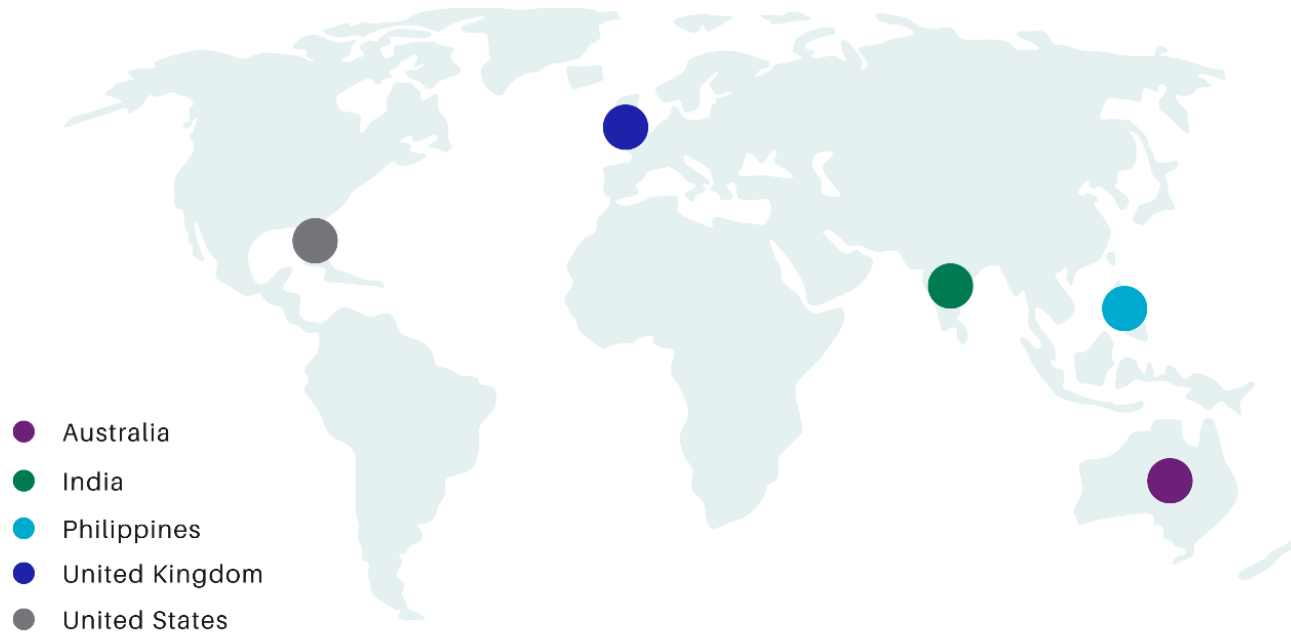 Australia
India
Philippines
United Kingdom
United States